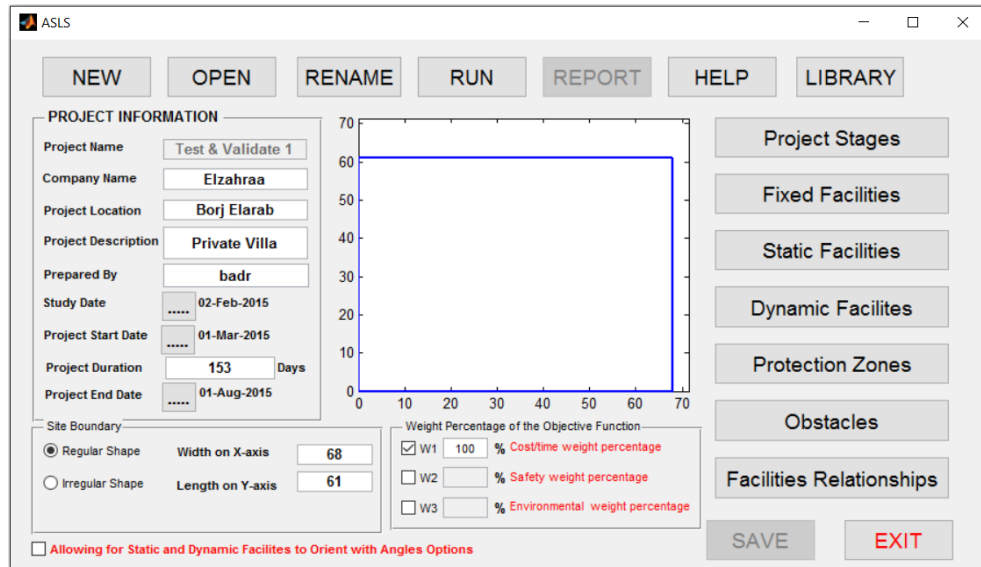 ASLS
NEW OPEN RENAME RUN REPORT HELP LIBRARY
PROJECT INFORMATION
Project Name Test & Validate 1
Company Name Elzahraa
Project Location Borj Elarab
Project Description Private Villa
Prepared By badr
Study Date ..... 02-Feb-2015
Project Start Date ..... 01-Mar-2015
Project Duration 153 Days
Project End Date ..... 01-Aug-2015
70
60
50
40
30
20
10
0
0 10 20 30 40 50 60 70
Project Stages
Fixed Facilities
Static Facilities
Dynamic Facilites
Protection Zones
Obstacles
Facilities Relationships
Site Boundary
Regular Shape Width on X-axis 68
Irregular Shape Length on Y-axis 61
Weight Percentage of the Objective Function
W1 100 % Cost/time weight percentage
W2 % Safety weight percentage
W3 % Environmental weight percentage
Allowing for Static and Dynamic Facilites to Orient with Angles Options
SAVE EXIT